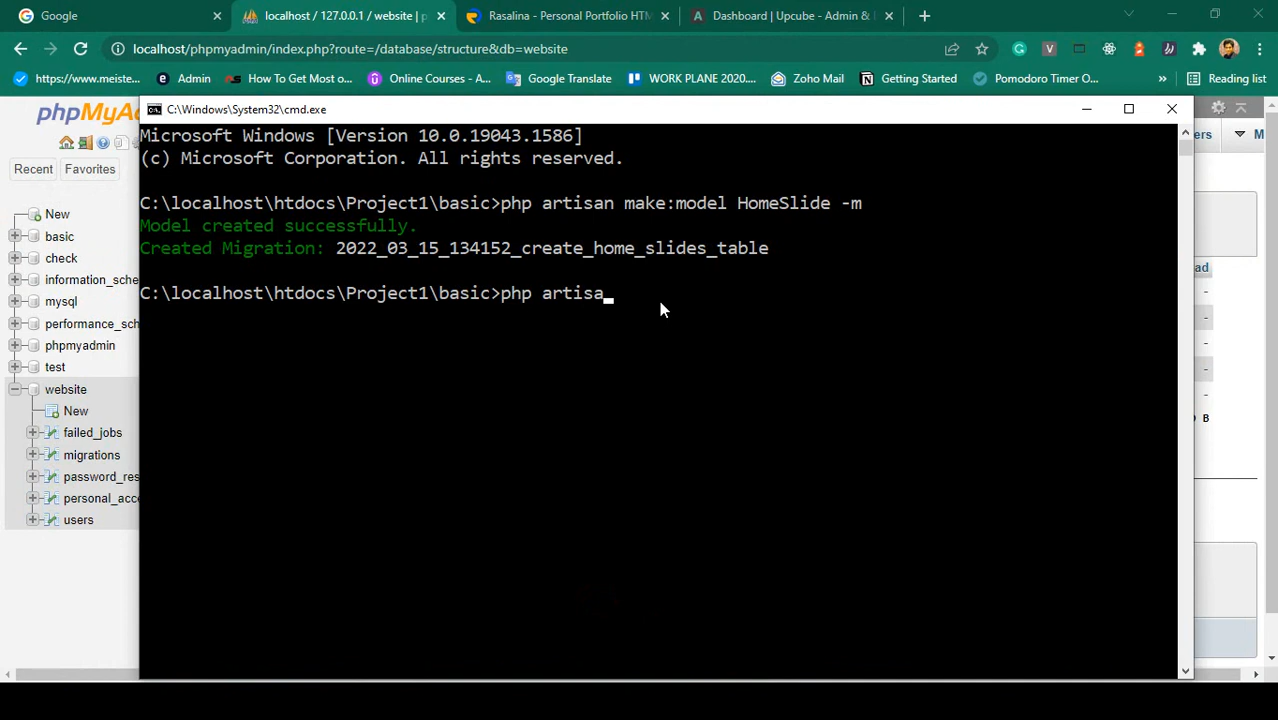 Google
localhost / 127.0.0.1 / website | p
Rasalina - Personal Portfolio HTM
Dashboard | Upcube - Admin &
localhost/phpmyadmin/index.php?route=/database/structure&db=website
https://www.meiste...
Admin
How To Get Most o...
Online Courses - A...
Google Translate
WORK PLANE 2020....
Zoho Mail
Getting Started
Pomodoro Timer O...
»
Reading list
phpMyAd
C:\Windows\System32\cmd.exe
Microsoft Windows [Version 10.0.19043.1586]
(c) Microsoft Corporation. All rights reserved.
C:\localhost\htdocs\Project1\basic>php artisan make:model HomeSlide -m
Model created successfully.
Created Migration: 2022_03_15_134152_create_home_slides_table
C:\localhost\htdocs\Project1\basic>php artisa_
Recent
Favorites
New
basic
check
information_sche
mysql
performance_sch
phpmyadmin
test
website
New
failed_jobs
migrations
password_res
personal_acce
users
ers
M
ad
B